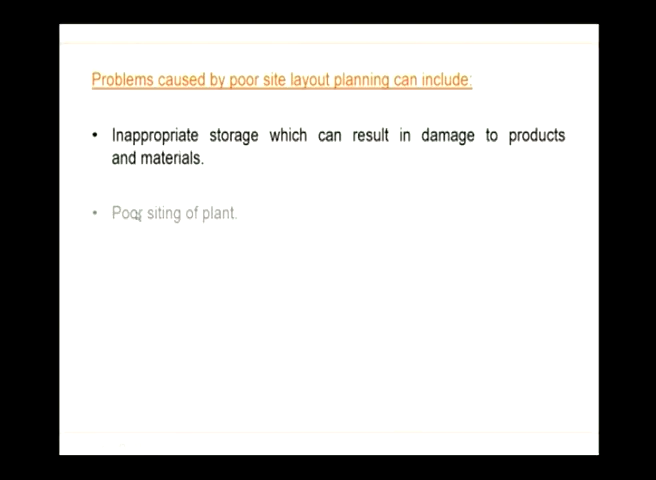 Problems caused by poor site layout planning can include:
• Inappropriate storage which can result in damage to products
and materials.
• Poor siting of plant.